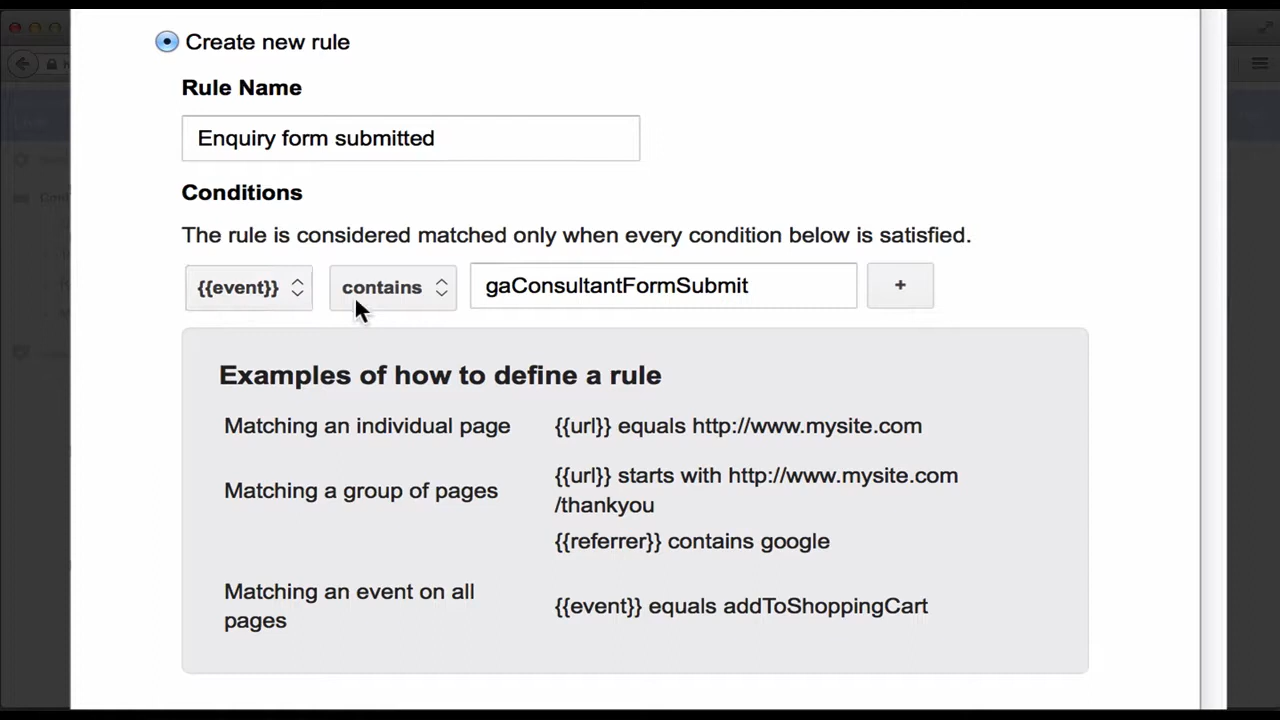 Create new rule
Rule Name
Enquiry form submitted
Conditions
The rule is considered matched only when every condition below is satisfied.
{{event}} contains gaConsultantFormSubmit +
Examples of how to define a rule
Matching an individual page {{url}} equals http://www.mysite.com
Matching a group of pages {{url}} starts with http://www.mysite.com
/thankyou
{{referrer}} contains google
Matching an event on all
pages {{event}} equals addToShoppingCart